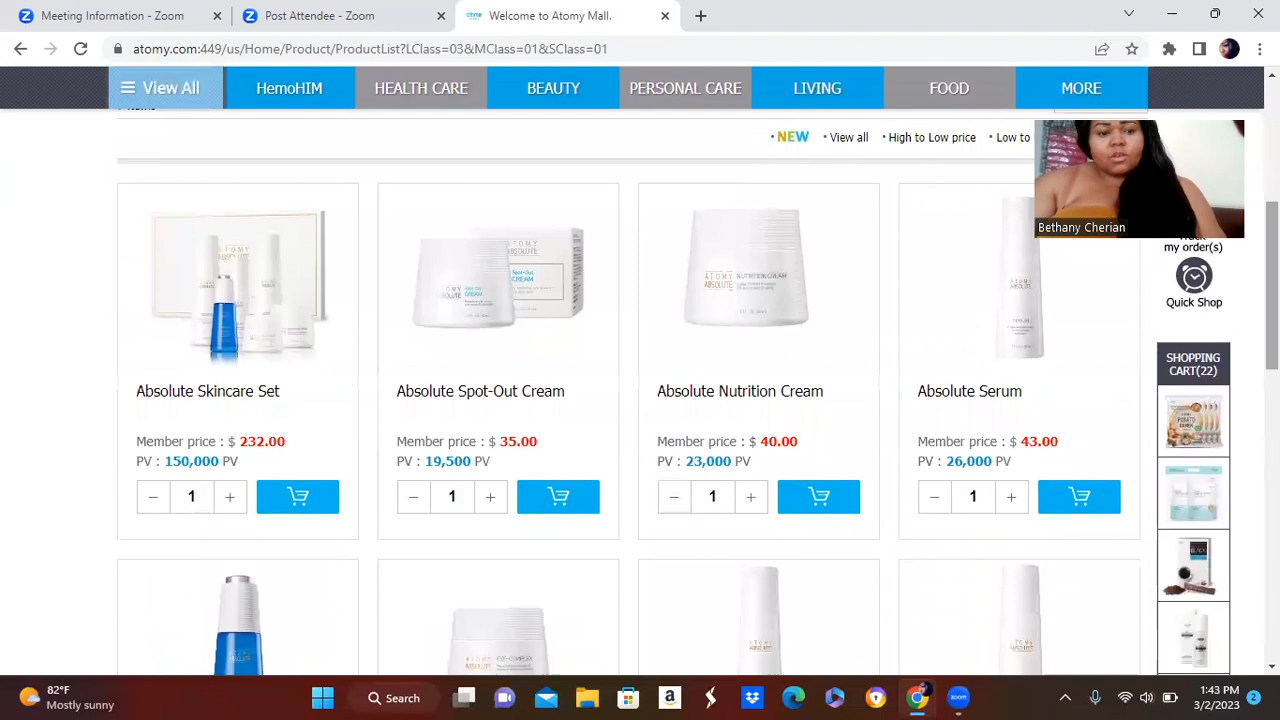 Meeting Information - Zoom
Post Attendee - Zoom
Welcome to Atomy Mall.
atomy.com:449/us/Home/Product/ProductList?LClass=03&MClass=01&SClass=01
View All
HemoHIM
HEALTH CARE
BEAUTY
PERSONAL CARE
LIVING
FOOD
MORE
• NEW • View all • High to Low price • Low to
Bethany Cherian
my order(s)
Quick Shop
SHOPPING
CART(22)
Absolute Skincare Set
Member price : $ 232.00
PV : 150,000 PV
1
Absolute Spot-Out Cream
Member price : $ 35.00
PV : 19,500 PV
1
Absolute Nutrition Cream
Member price : $ 40.00
PV : 23,000 PV
1
Absolute Serum
Member price : $ 43.00
PV : 26,000 PV
1
82°F
Mostly sunny
Search
zoom
1:43 PM
3/2/2023
2